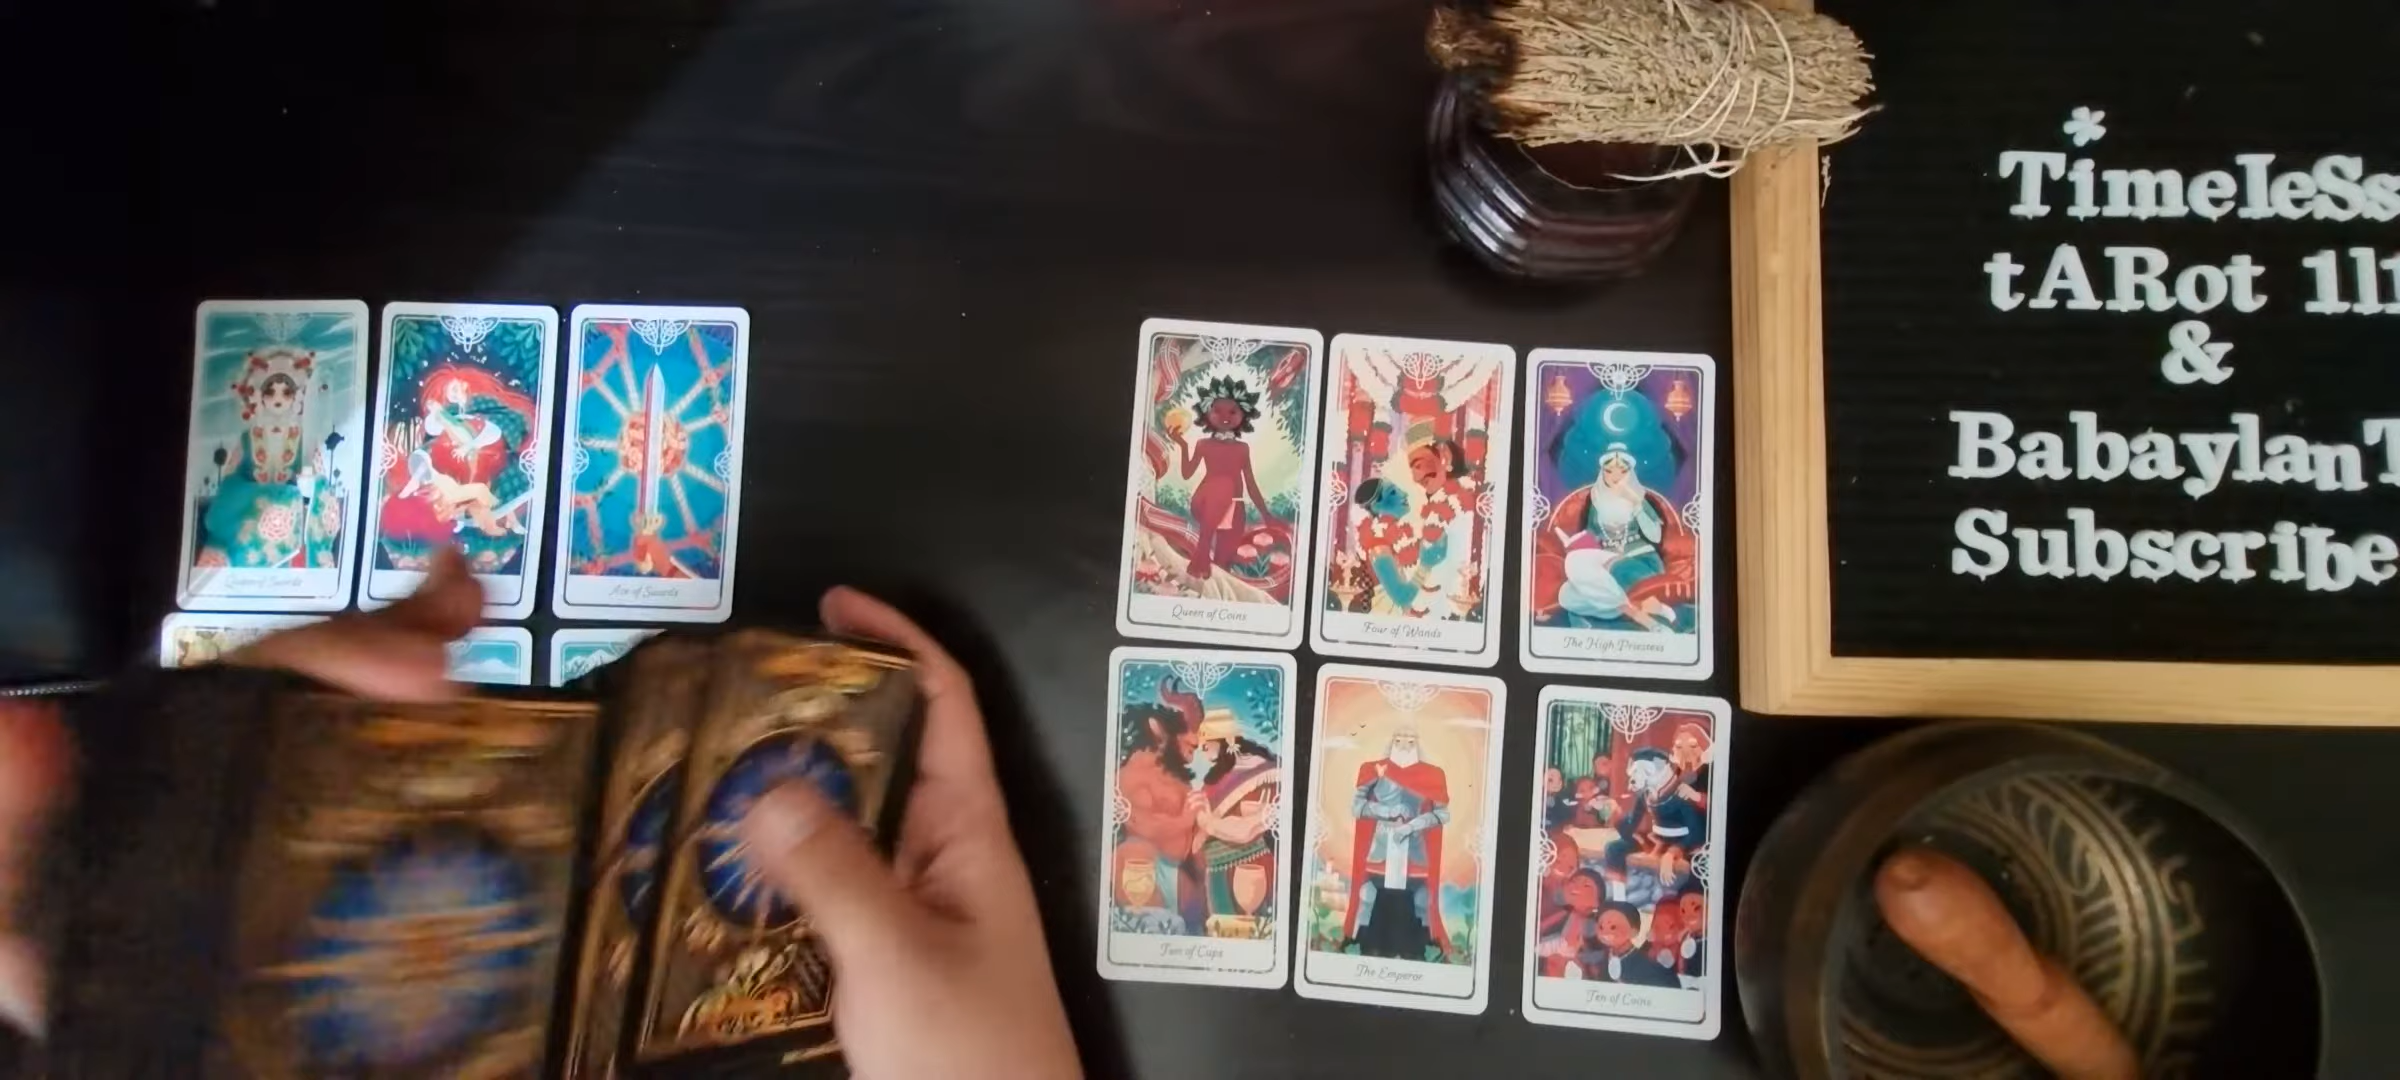 Queen of Swords
Ace of Swords
Queen of Coins
Four of Wands
The High Priestess
Two of Cups
The Emperor
Ten of Coins
TimeleSs
tARot 111
&
BabaylanT
Subscribe